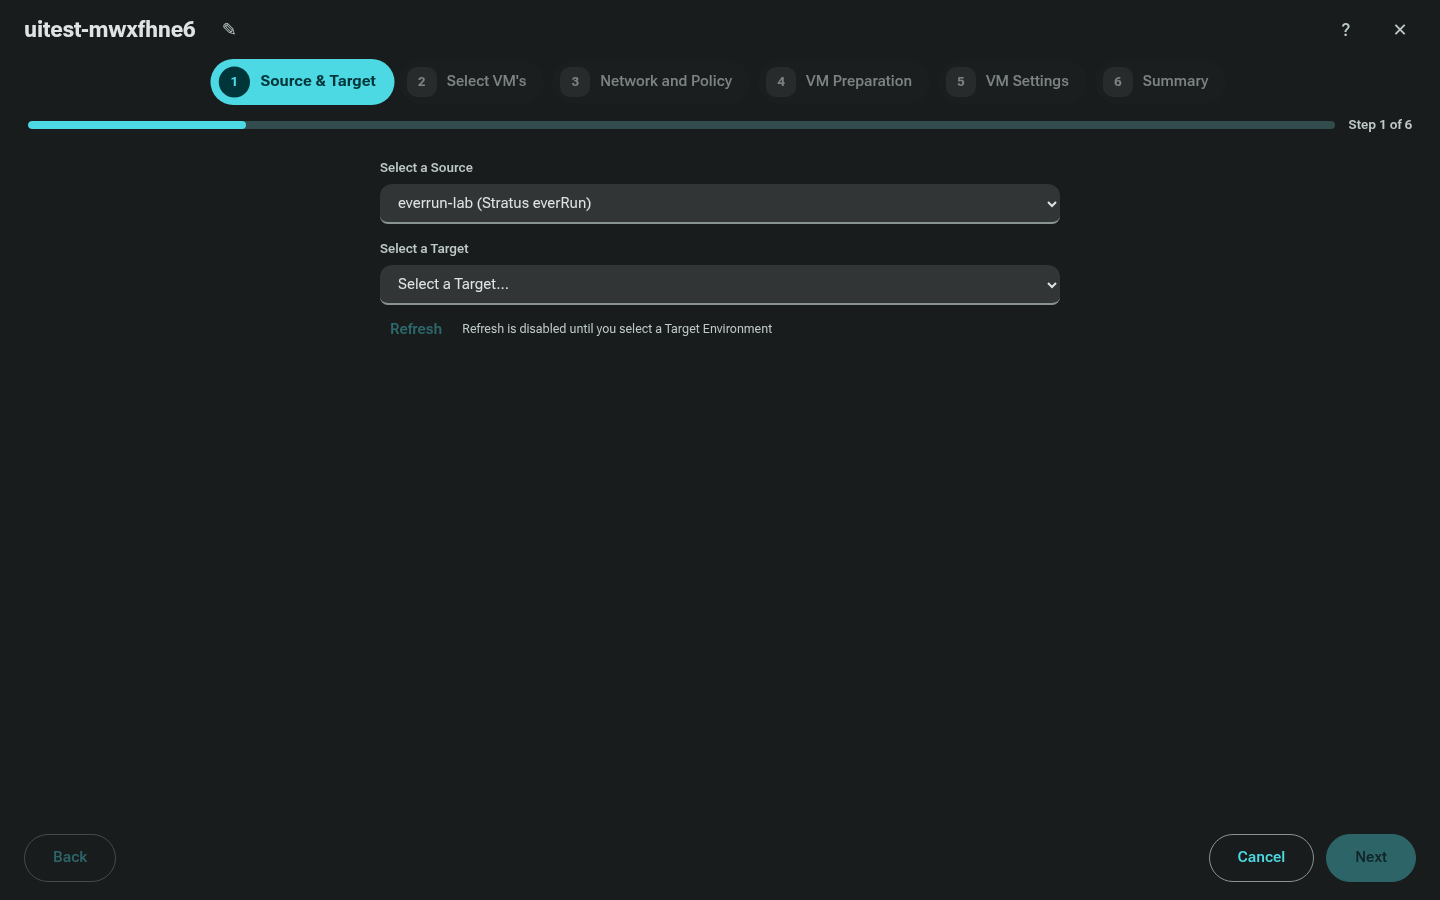 uitest-mwxfhne6 ✎ ? ✕
1 Source & Target 2 Select VM's 3 Network and Policy 4 VM Preparation 5 VM Settings 6 Summary
Step 1 of 6
Select a Source
everrun-lab (Stratus everRun)
Select a Target
Select a Target...
Refresh Refresh is disabled until you select a Target Environment
Back Cancel Next